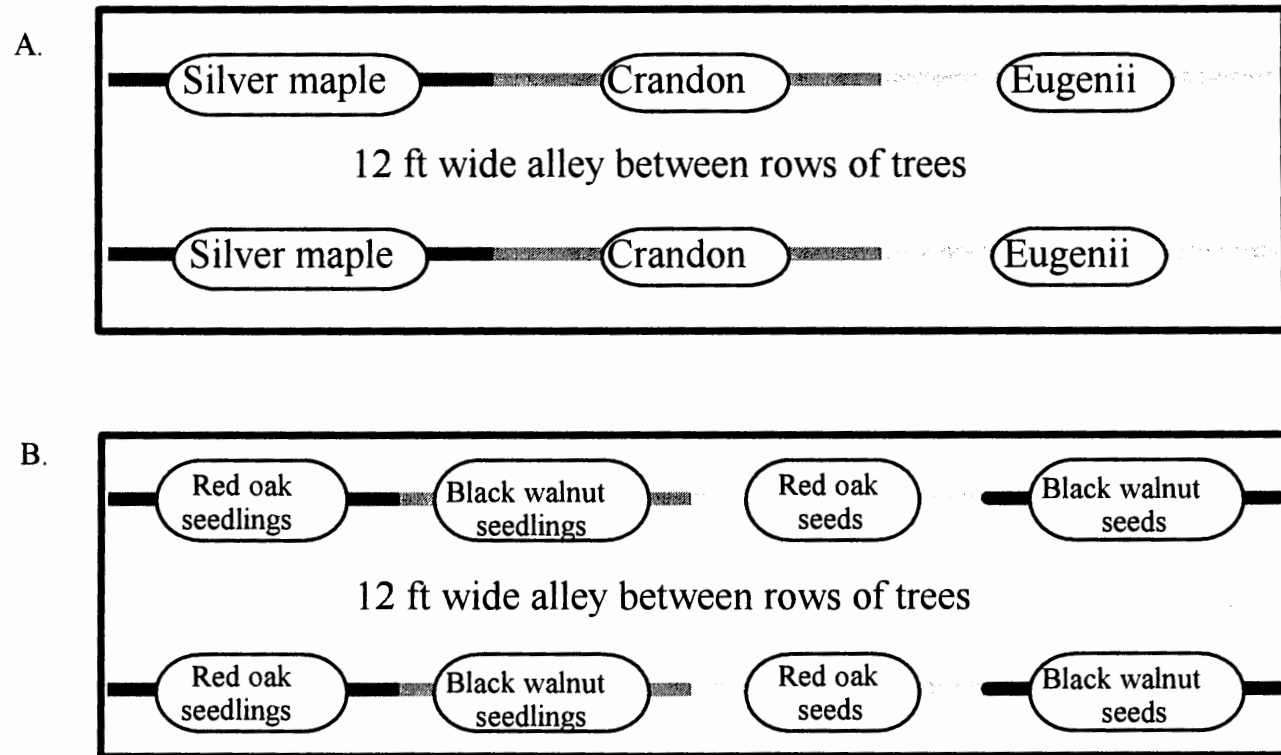 A.
Silver maple Crandon Eugenii
12 ft wide alley between rows of trees
Silver maple Crandon Eugenii
B.
Red oak seedlings Black walnut seedlings Red oak seeds Black walnut seeds
12 ft wide alley between rows of trees
Red oak seedlings Black walnut seedlings Red oak seeds Black walnut seeds